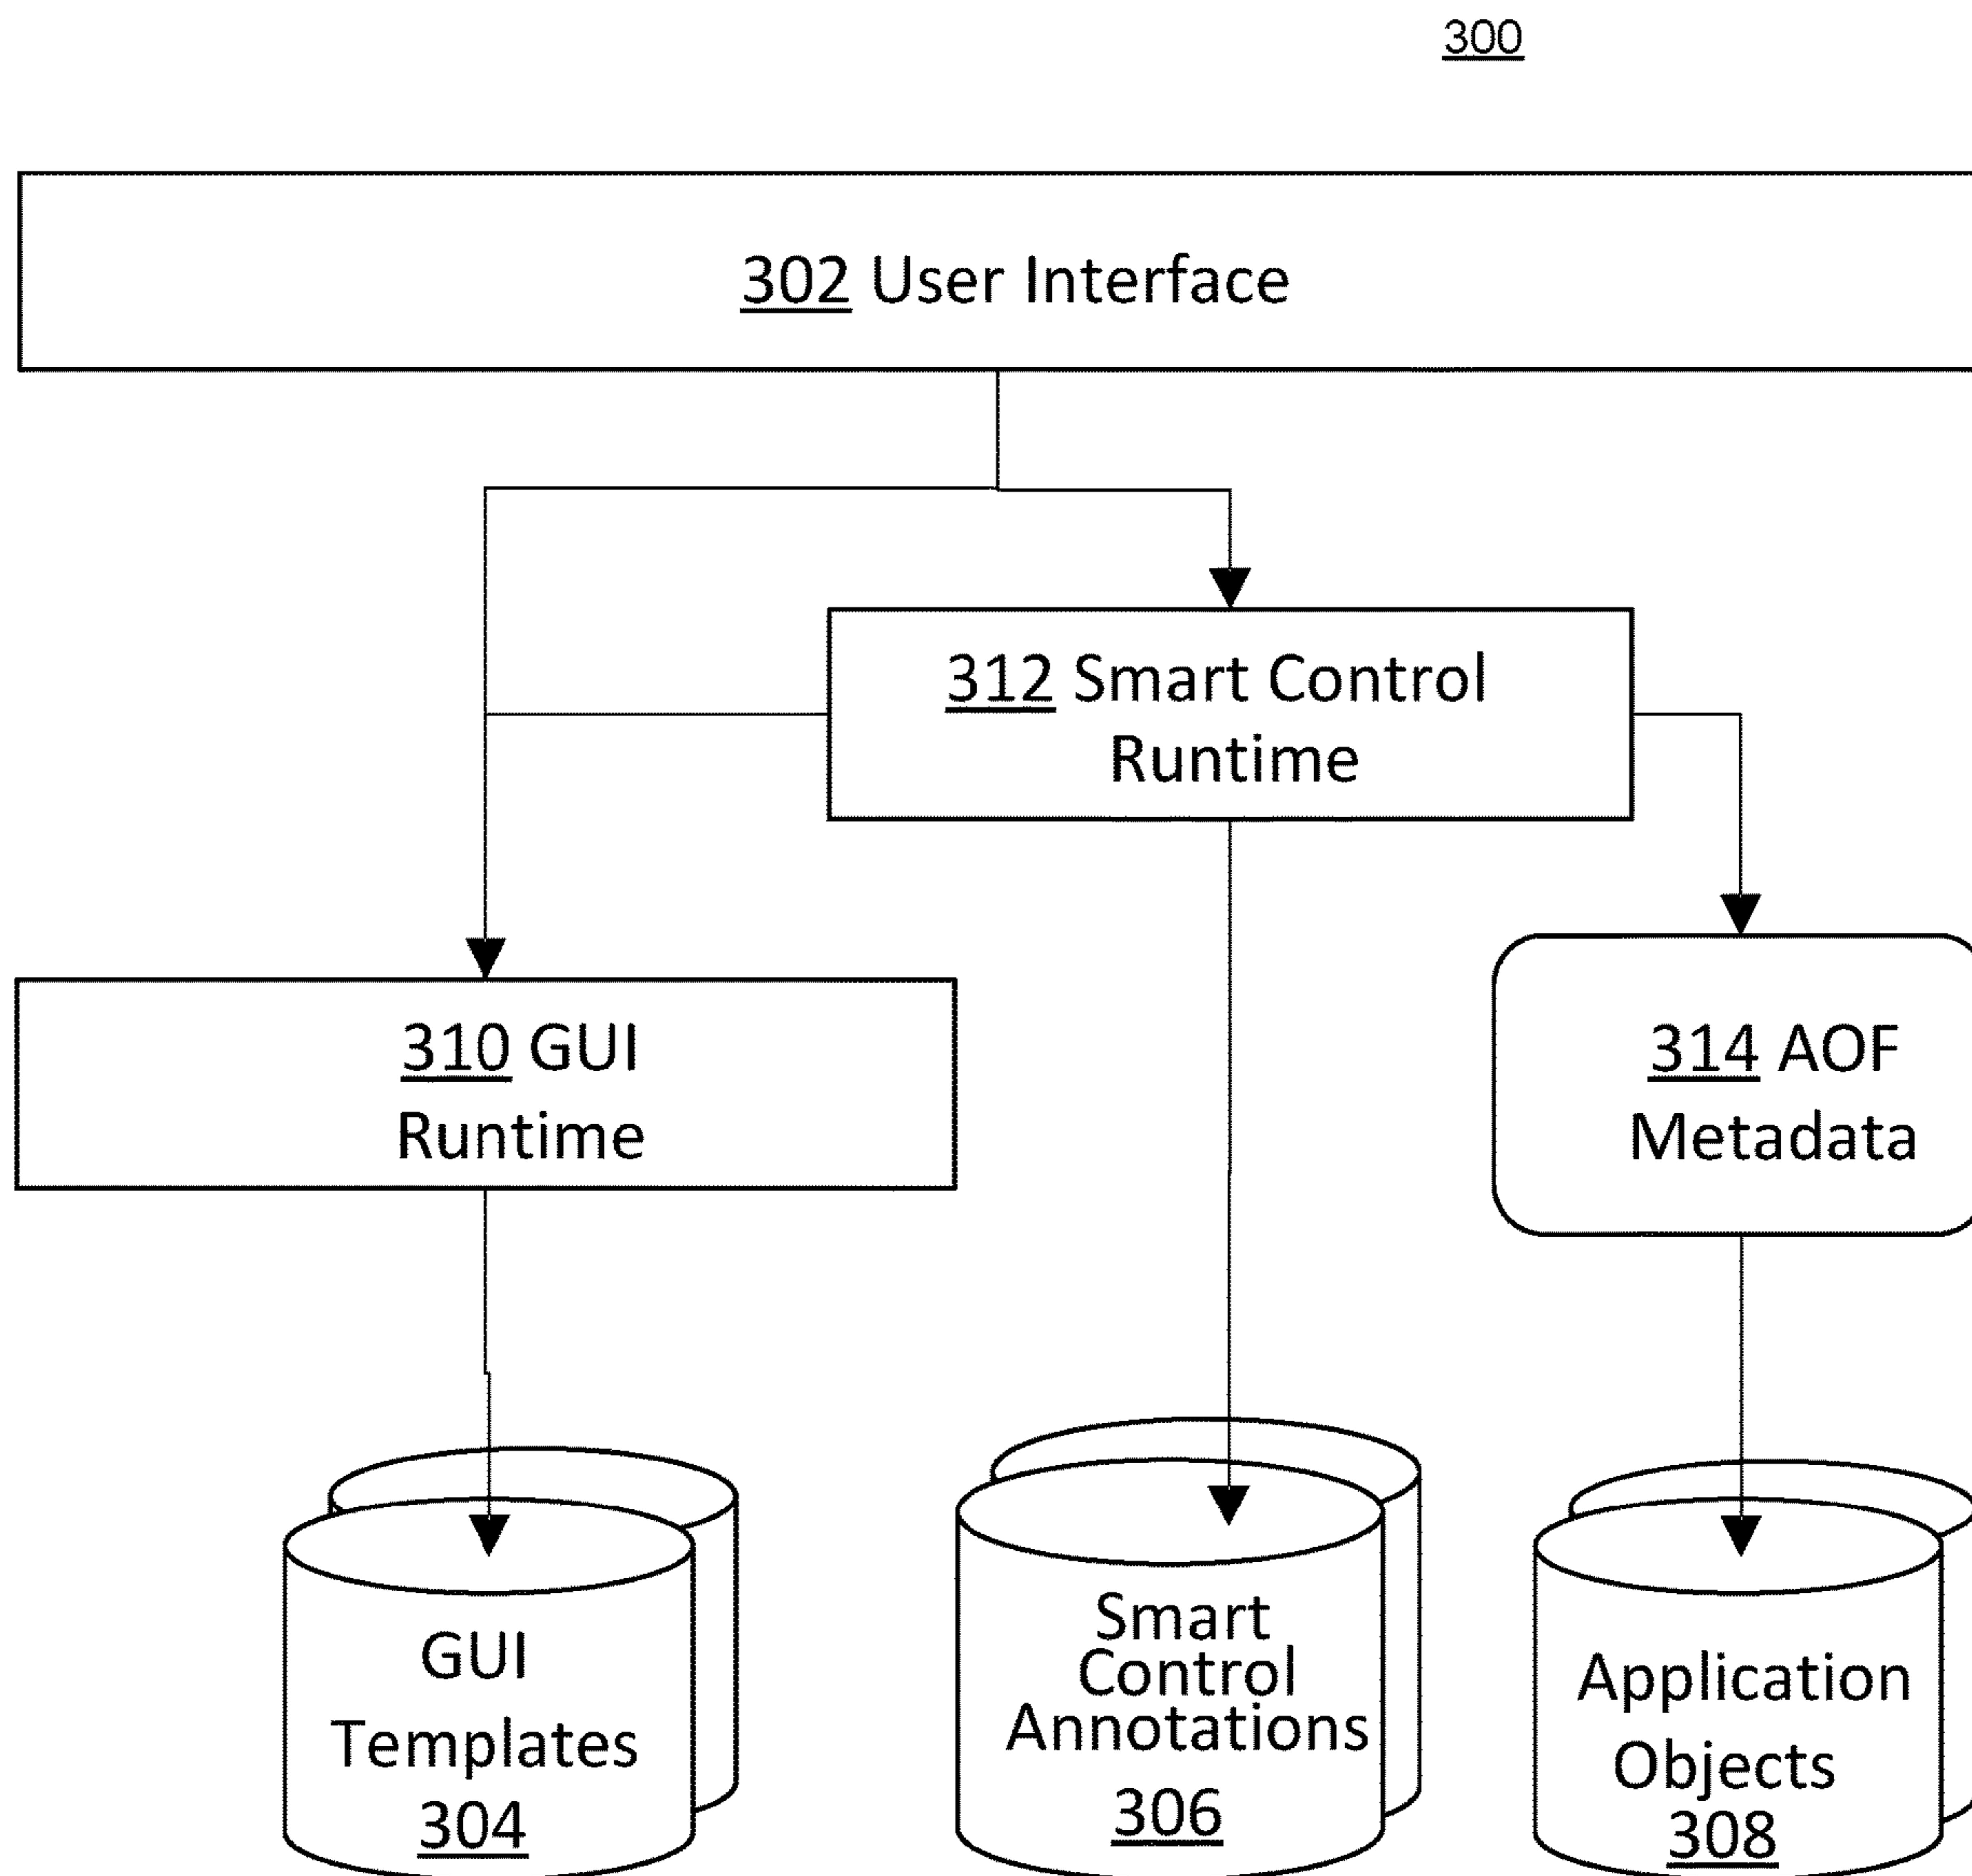 300
302 User Interface
312 Smart Control
Runtime
310 GUI
Runtime
314 AOF
Metadata
GUI
Templates
304
Smart
Control
Annotations
306
Application
Objects
308